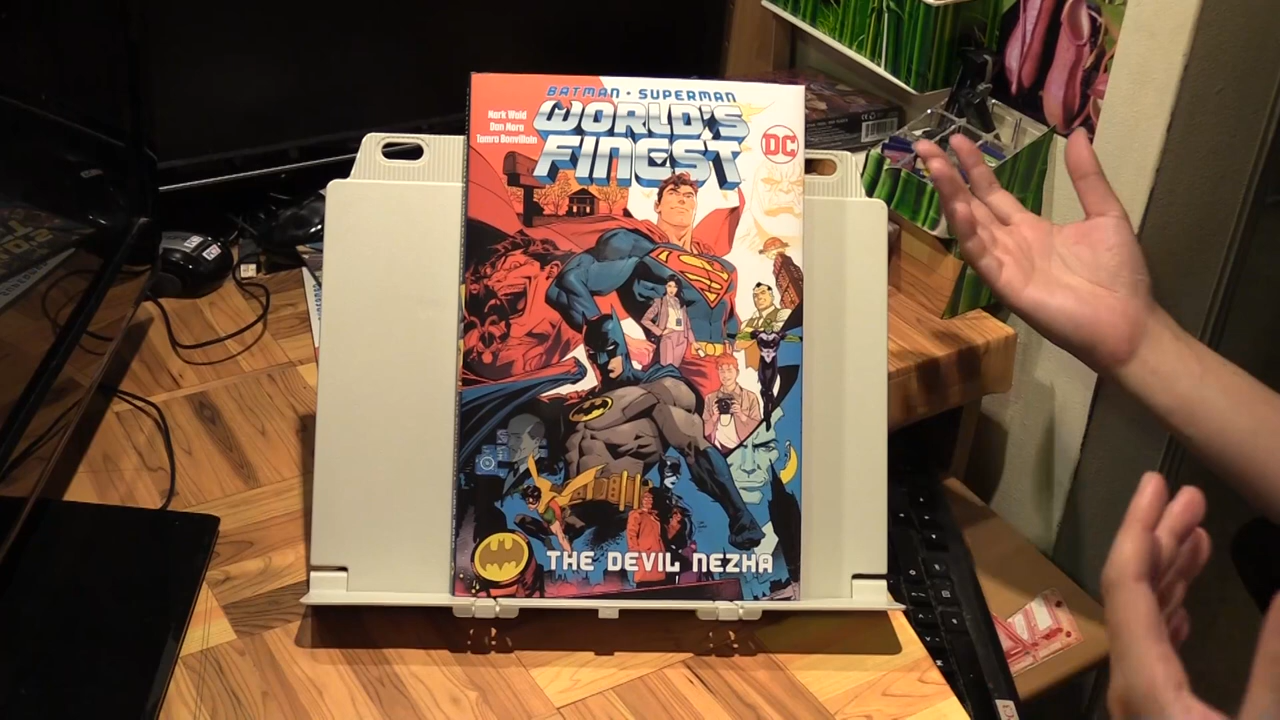 BATMAN • SUPERMAN
Mark Waid
Dan Mora
Tamra Bonvillain
WORLD'S
FINEST
DC
THE DEVIL NEZHA